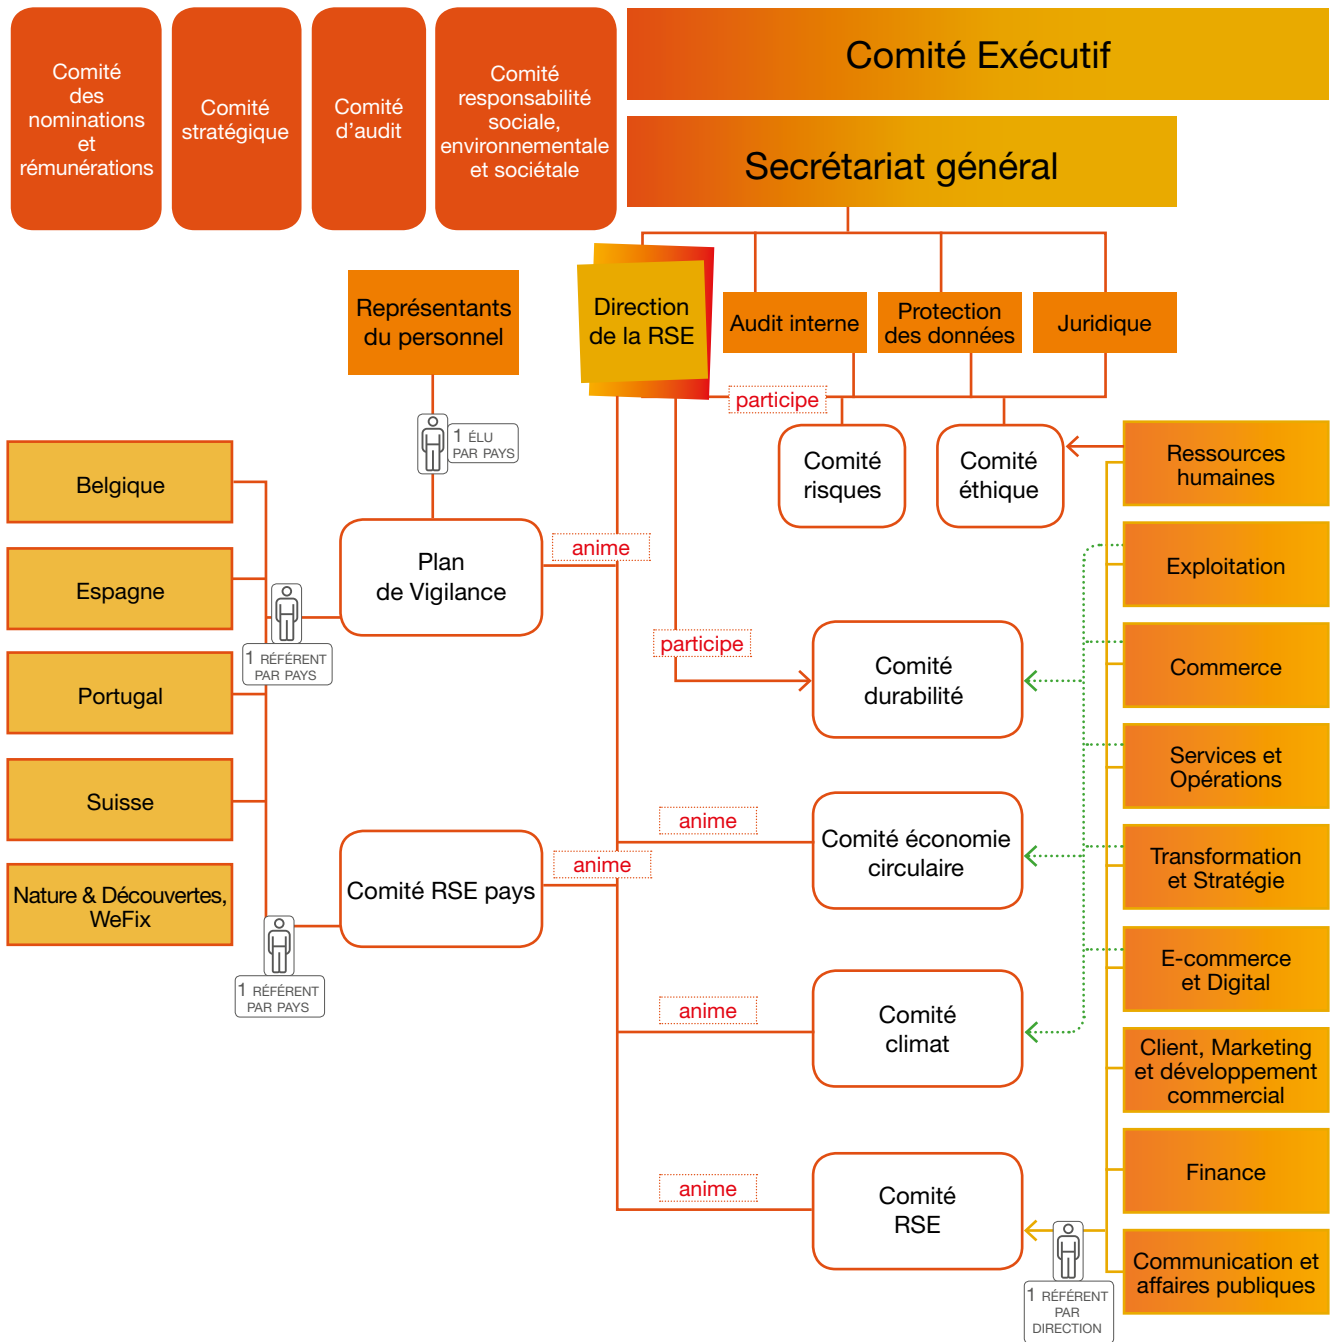 Comité
des
nominations
et
rémunérations
Comité
stratégique
Comité
d'audit
Comité
responsabilité
sociale,
environnementale
et sociétale
Comité Exécutif
Secrétariat général
Représentants
du personnel
Direction
de la RSE
Audit interne
Protection
des données
Juridique
participe
1 ÉLU
PAR PAYS
Comité
risques
Comité
éthique
Ressources
humaines
Belgique
Plan
de Vigilance
anime
Exploitation
Espagne
1 RÉFÉRENT
PAR PAYS
participe
Comité
durabilité
Commerce
Portugal
Services et
Opérations
Suisse
anime
Comité économie
circulaire
Comité RSE pays
anime
Transformation
et Stratégie
Nature & Découvertes,
WeFix
1 RÉFÉRENT
PAR PAYS
E-commerce
et Digital
anime
Comité
climat
Client, Marketing
et développement
commercial
anime
Comité
RSE
Finance
Communication et
affaires publiques
1 RÉFÉRENT
PAR
DIRECTION